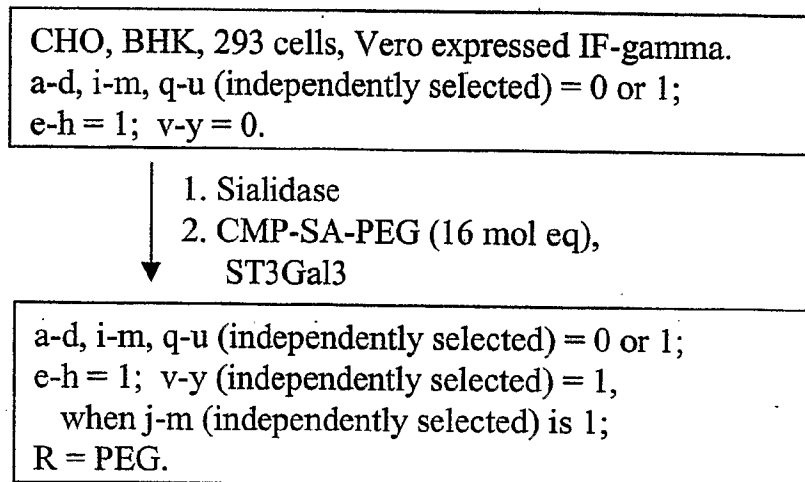 CHO, BHK, 293 cells, Vero expressed IF-gamma.
a-d, i-m, q-u (independently selected) = 0 or 1;
e-h = 1; v-y = 0.
1. Sialidase
2. CMP-SA-PEG (16 mol eq),
ST3Gal3
a-d, i-m, q-u (independently selected) = 0 or 1;
e-h = 1; v-y (independently selected) = 1,
when j-m (independently selected) is 1;
R = PEG.